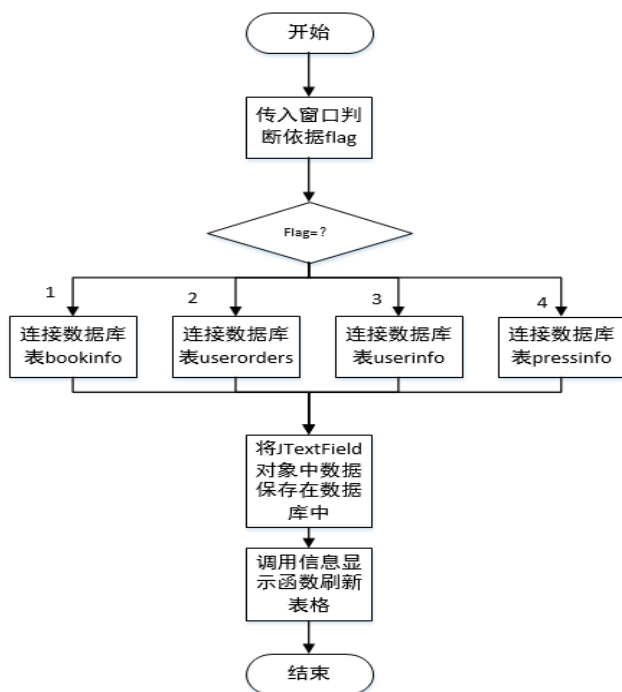 开始
传入窗口判
断依据flag
Flag=?
1
2
3
4
连接数据库
表bookinfo
连接数据库
表userorders
连接数据库
表userinfo
连接数据库
表pressinfo
将JTextField
对象中数据
保存在数据
库中
调用信息显
示函数刷新
表格
结束